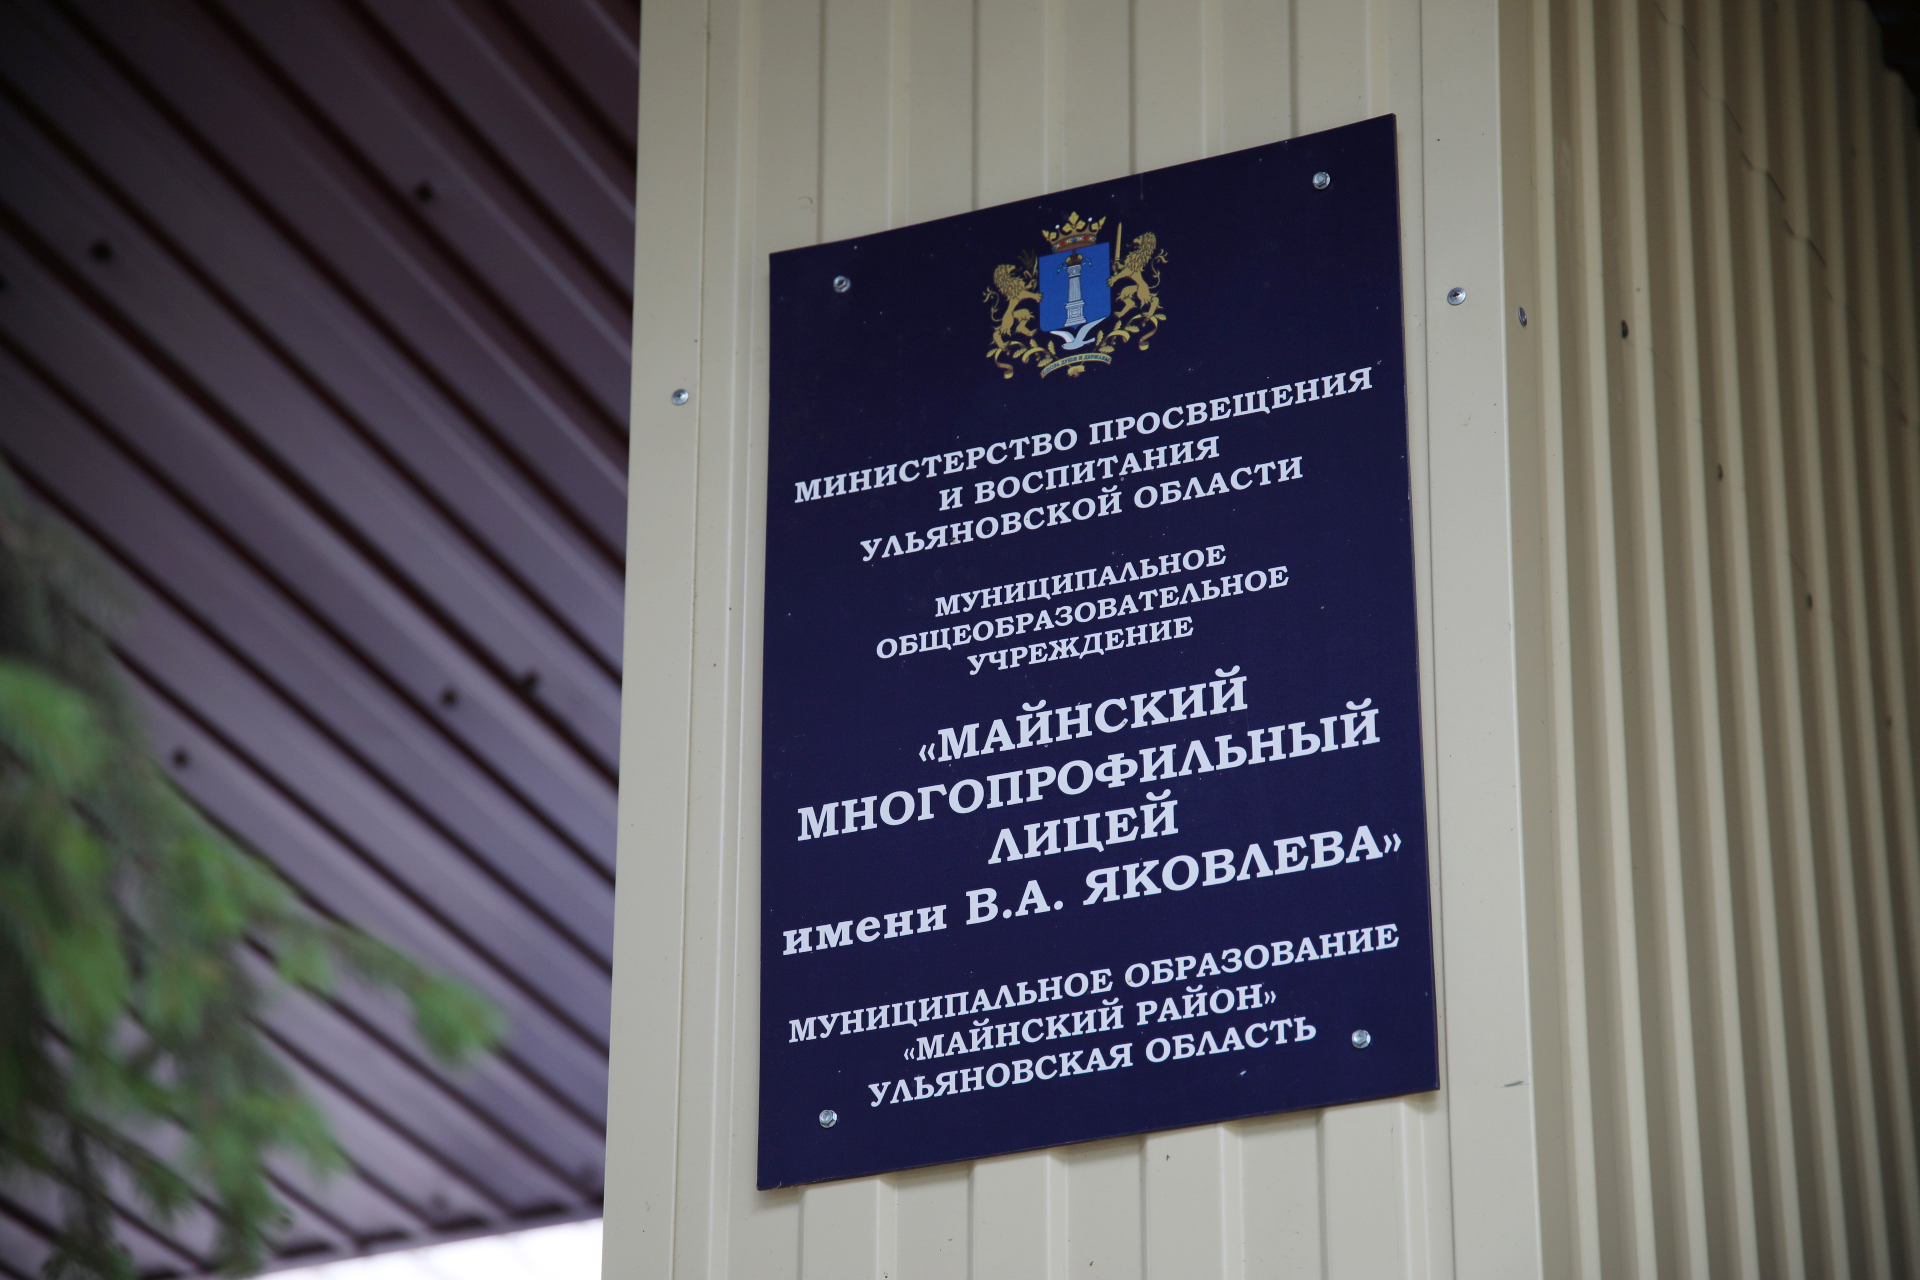 МИНИСТЕРСТВО ПРОСВЕЩЕНИЯ
И ВОСПИТАНИЯ
УЛЬЯНОВСКОЙ ОБЛАСТИ
МУНИЦИПАЛЬНОЕ
ОБЩЕОБРАЗОВАТЕЛЬНОЕ
УЧРЕЖДЕНИЕ
«МАЙНСКИЙ
МНОГОПРОФИЛЬНЫЙ
ЛИЦЕЙ
имени В.А. ЯКОВЛЕВА»
МУНИЦИПАЛЬНОЕ ОБРАЗОВАНИЕ
«МАЙНСКИЙ РАЙОН»
УЛЬЯНОВСКАЯ ОБЛАСТЬ